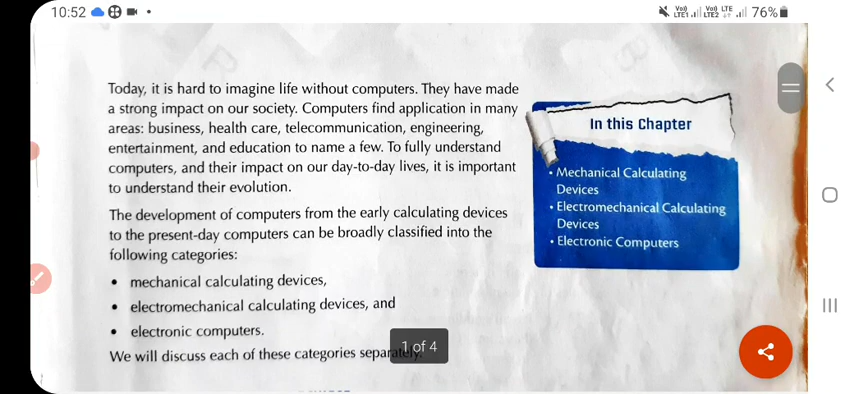 10:52
Vo)) LTE1 Vo)) LTE LTE2 76%
Today, it is hard to imagine life without computers. They have made
a strong impact on our society. Computers find application in many
areas: business, health care, telecommunication, engineering,
entertainment, and education to name a few. To fully understand
computers, and their impact on our day-to-day lives, it is important
to understand their evolution.
The development of computers from the early calculating devices
to the present-day computers can be broadly classified into the
following categories:
• mechanical calculating devices,
• electromechanical calculating devices, and
• electronic computers.
We will discuss each of these categories separately.
1 of 4
In this Chapter
• Mechanical Calculating
Devices
• Electromechanical Calculating
Devices
• Electronic Computers